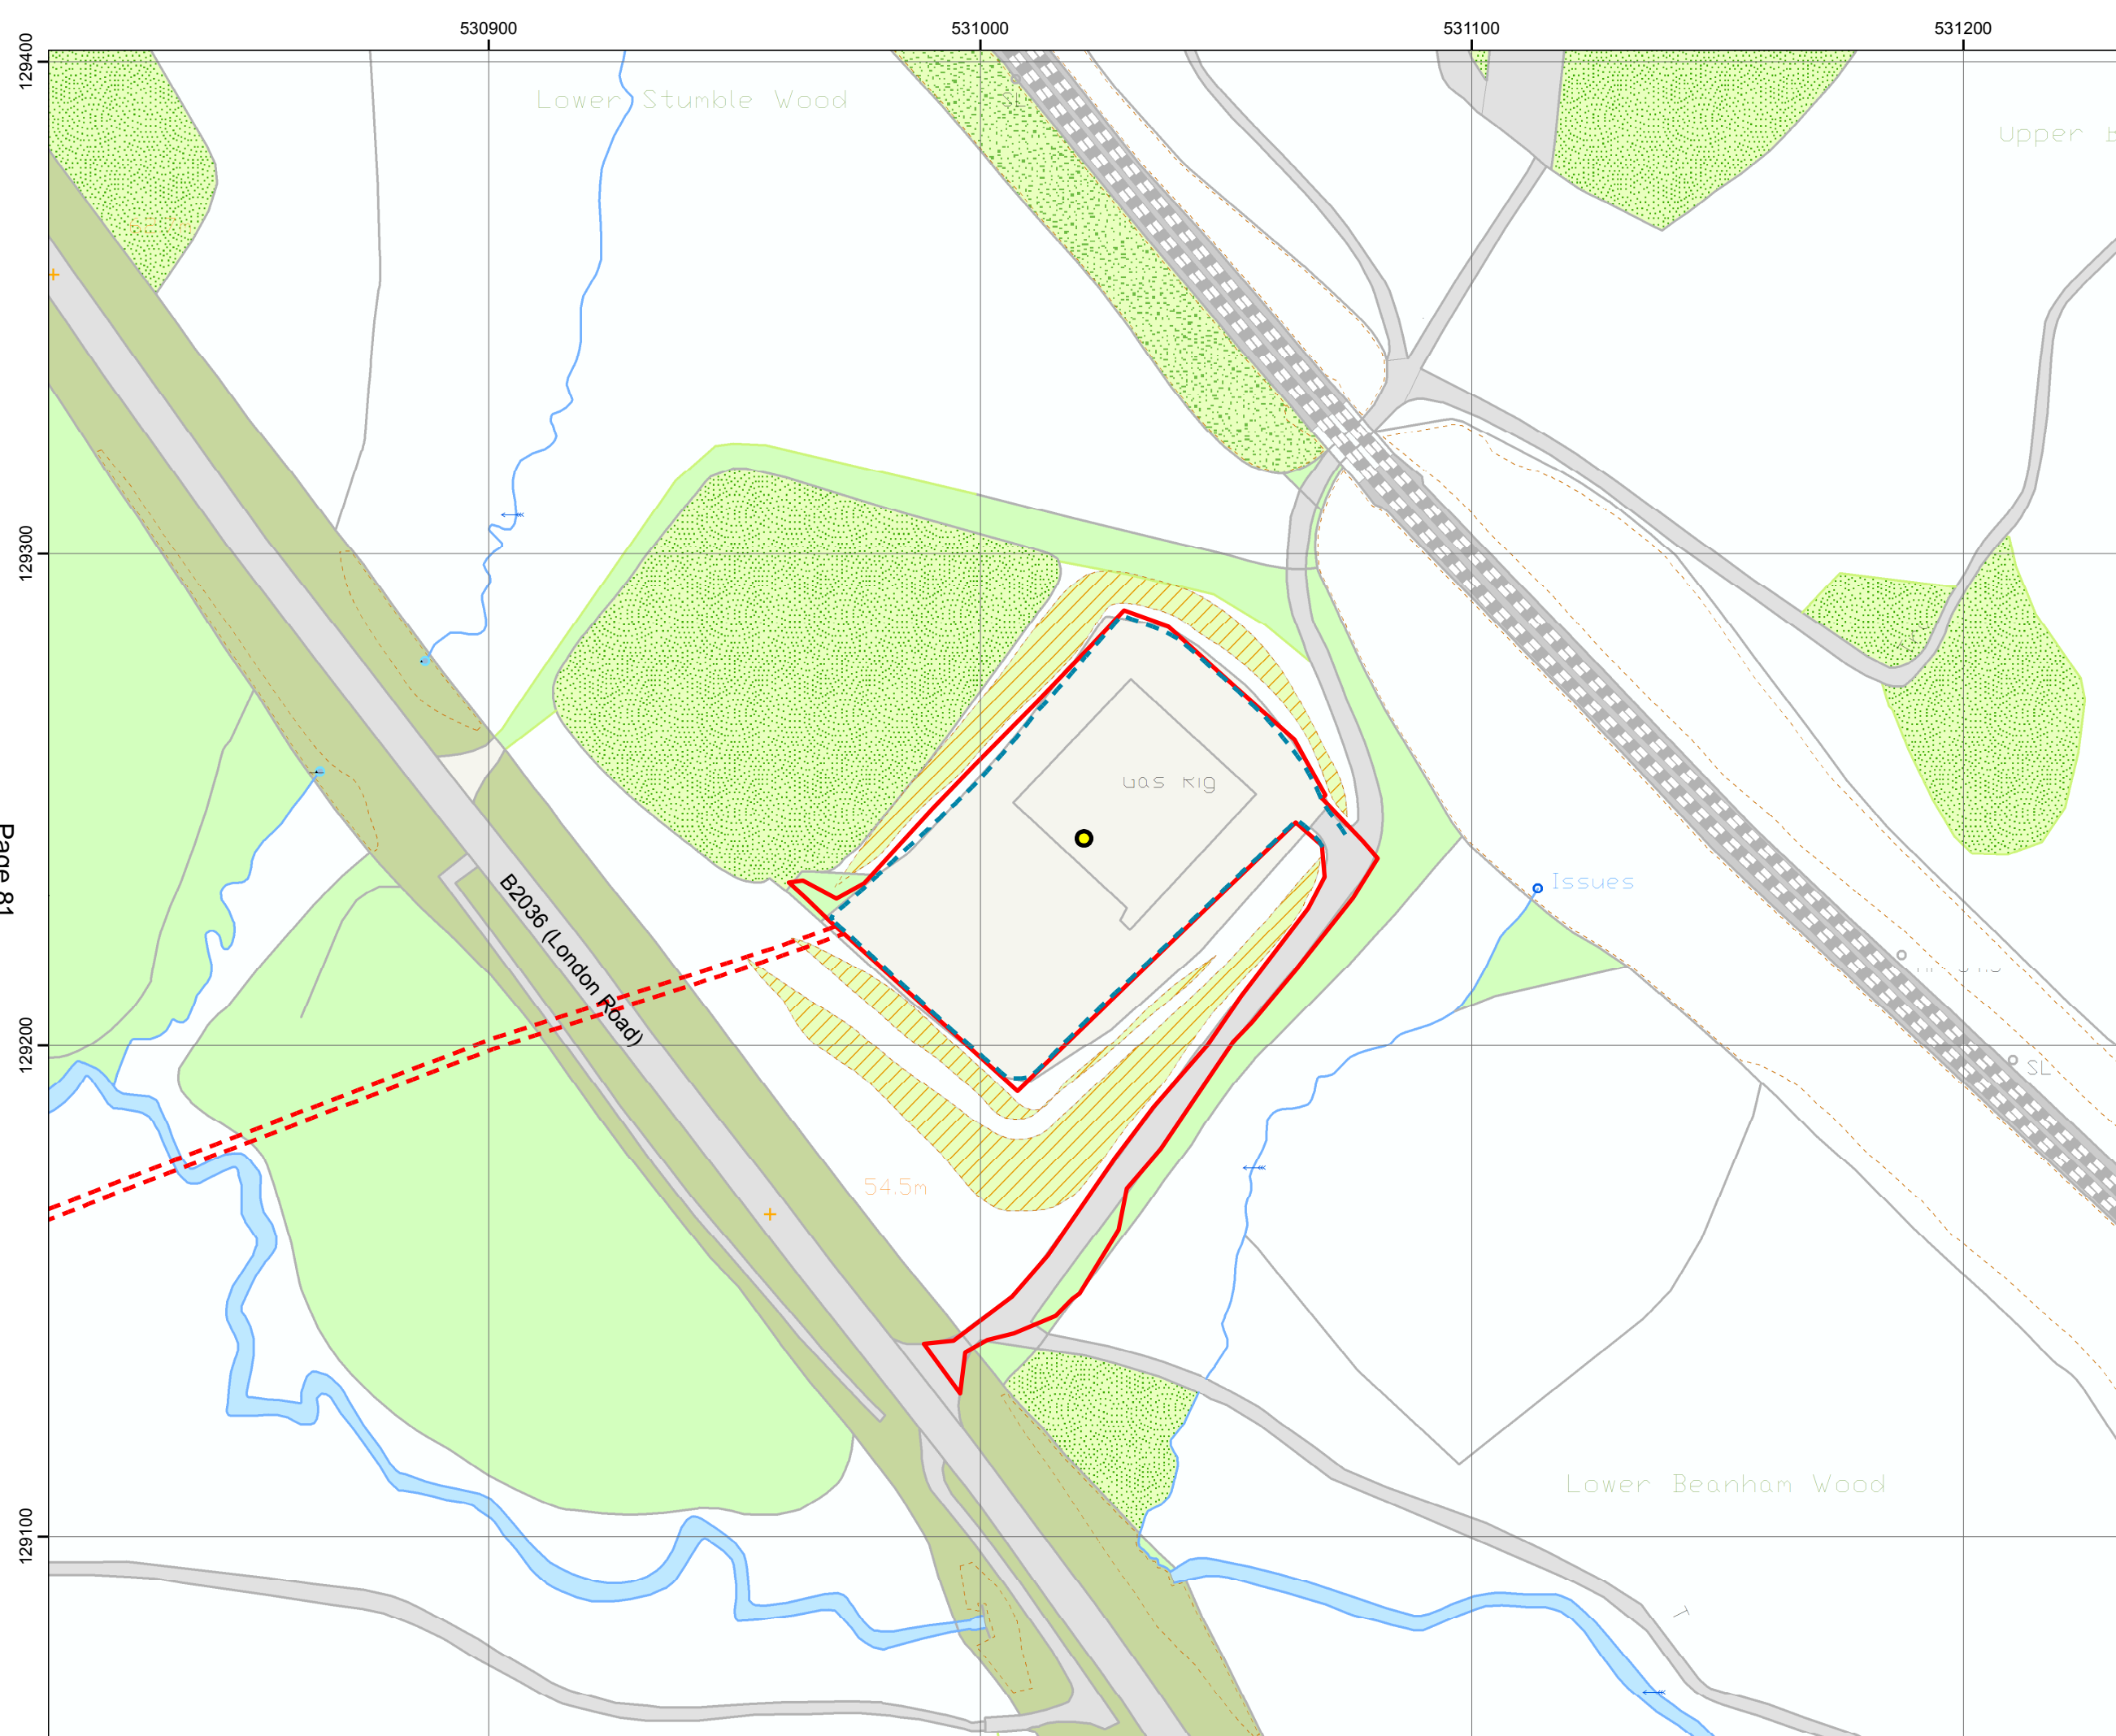 530900
531000
531100
531200
129400
Lower Stumble Wood
SL
Upper
129300
Gas Rig
Page 81
B2036 (London Road)
Issues
129200
SL
54.5m
Lower Beanham Wood
129100